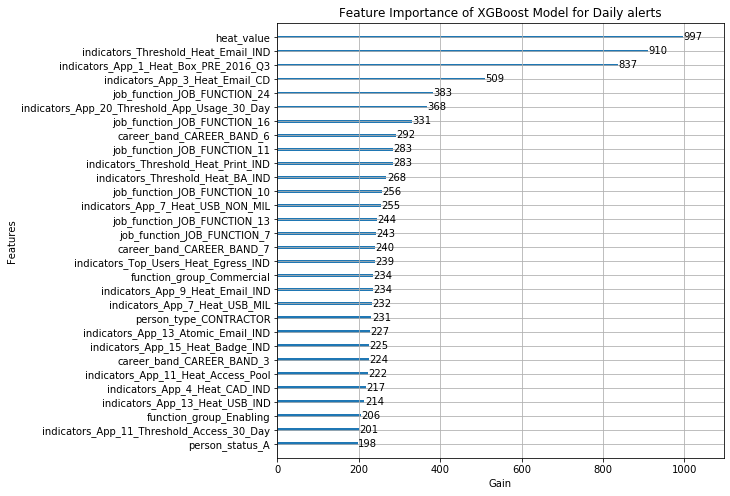 Feature Importance of XGBoost Model for Daily alerts
Features
heat_value 997
indicators_Threshold_Heat_Email_IND 910
indicators_App_1_Heat_Box_PRE_2016_Q3 837
indicators_App_3_Heat_Email_CD 509
job_function_JOB_FUNCTION_24 383
indicators_App_20_Threshold_App_Usage_30_Day 368
job_function_JOB_FUNCTION_16 331
career_band_CAREER_BAND_6 292
job_function_JOB_FUNCTION_11 283
indicators_Threshold_Heat_Print_IND 283
indicators_Threshold_Heat_BA_IND 268
job_function_JOB_FUNCTION_10 256
indicators_App_7_Heat_USB_NON_MIL 255
job_function_JOB_FUNCTION_13 244
job_function_JOB_FUNCTION_7 243
career_band_CAREER_BAND_7 240
indicators_Top_Users_Heat_Egress_IND 239
function_group_Commercial 234
indicators_App_9_Heat_Email_IND 234
indicators_App_7_Heat_USB_MIL 232
person_type_CONTRACTOR 231
indicators_App_13_Atomic_Email_IND 227
indicators_App_15_Heat_Badge_IND 225
career_band_CAREER_BAND_3 224
indicators_App_11_Heat_Access_Pool 222
indicators_App_4_Heat_CAD_IND 217
indicators_App_13_Heat_USB_IND 214
function_group_Enabling 206
indicators_App_11_Threshold_Access_30_Day 201
person_status_A 198
0 200 400 600 800 1000
Gain